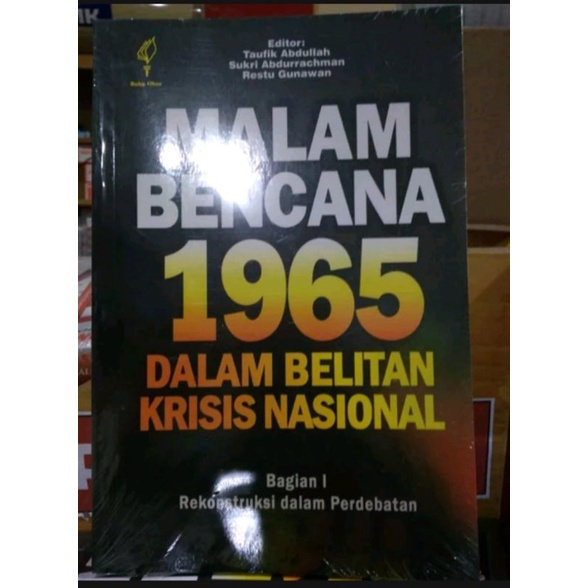 Editor:
Taufik Abdullah
Sukri Abdurrachman
Restu Gunawan
MALAM
BENCANA
1965
DALAM BELITAN
KRISIS NASIONAL
Bagian I
Rekonstruksi dalam Perdebatan